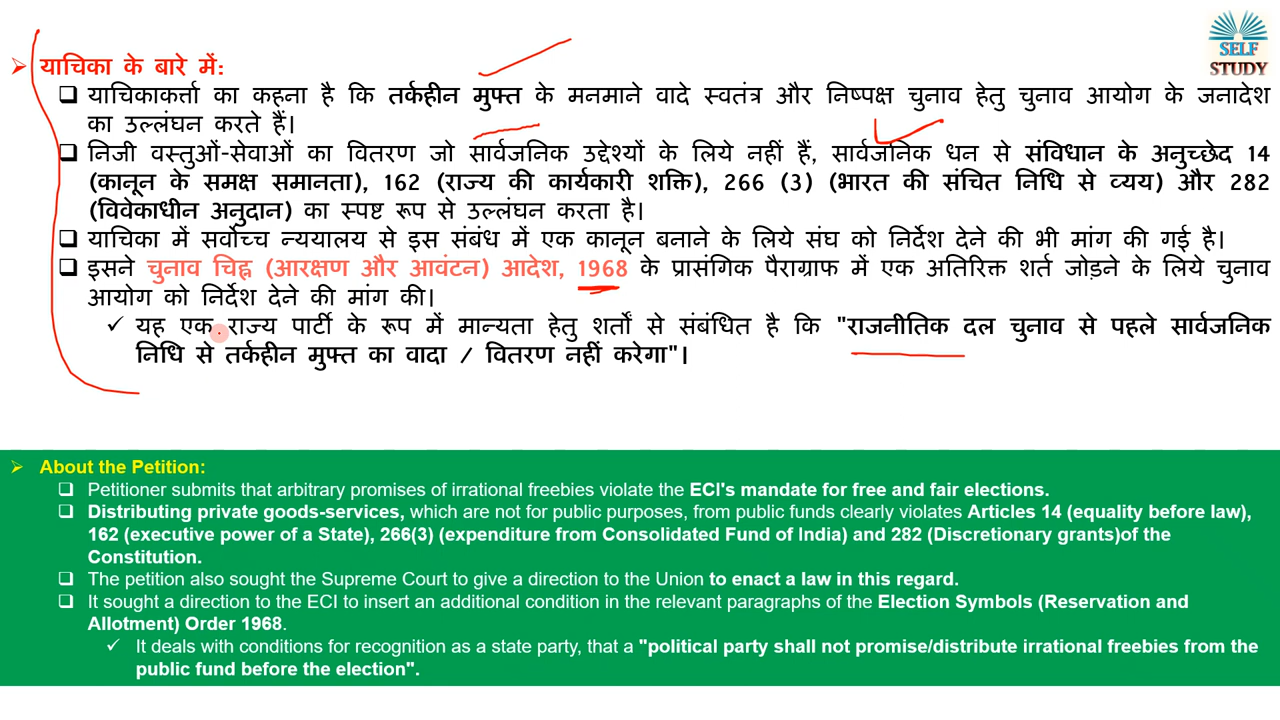 SELF
STUDY
याचिका के बारे में:
याचिकाकर्त्ता का कहना है कि तर्कहीन मुफ्त के मनमाने वादे स्वतंत्र और निष्पक्ष चुनाव हेतु चुनाव आयोग के जनादेश
का उल्लंघन करते हैं।
निजी वस्तुओं-सेवाओं का वितरण जो सार्वजनिक उद्देश्यों के लिये नहीं हैं, सार्वजनिक धन से संविधान के अनुच्छेद 14
(कानून के समक्ष समानता), 162 (राज्य की कार्यकारी शक्ति), 266 (3) (भारत की संचित निधि से व्यय) और 282
(विवेकाधीन अनुदान) का स्पष्ट रूप से उल्लंघन करता है।
याचिका में सर्वोच्च न्ययालय से इस संबंध में एक कानून बनाने के लिये संघ को निर्देश देने की भी मांग की गई है।
इसने चुनाव चिह्न (आरक्षण और आवंटन) आदेश, 1968 के प्रासंगिक पैराग्राफ में एक अतिरिक्त शर्त जोड़ने के लिये चुनाव
आयोग को निर्देश देने की मांग की।
यह एक राज्य पार्टी के रूप में मान्यता हेतु शर्तों से संबंधित है कि "राजनीतिक दल चुनाव से पहले सार्वजनिक
निधि से तर्कहीन मुफ्त का वादा / वितरण नहीं करेगा"।
About the Petition:
Petitioner submits that arbitrary promises of irrational freebies violate the ECI's mandate for free and fair elections.
Distributing private goods-services, which are not for public purposes, from public funds clearly violates Articles 14 (equality before law),
162 (executive power of a State), 266(3) (expenditure from Consolidated Fund of India) and 282 (Discretionary grants)of the
Constitution.
The petition also sought the Supreme Court to give a direction to the Union to enact a law in this regard.
It sought a direction to the ECI to insert an additional condition in the relevant paragraphs of the Election Symbols (Reservation and
Allotment) Order 1968.
It deals with conditions for recognition as a state party, that a "political party shall not promise/distribute irrational freebies from the
public fund before the election".